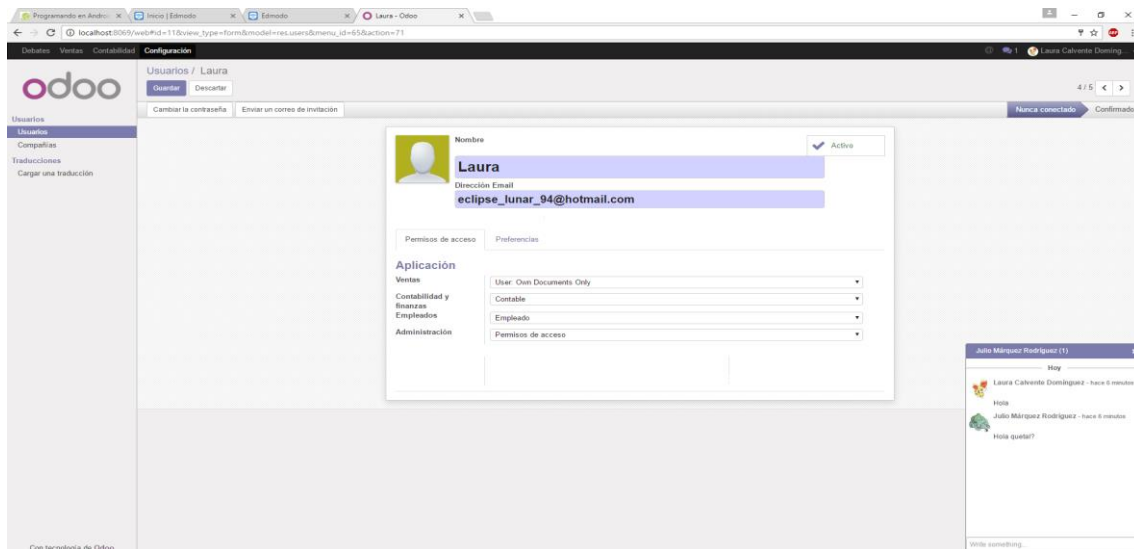 Programando en Androi
Inicio | Edmodo
Edmodo
Laura - Odoo
localhost:8069/web#id=11&view_type=form&model=res.users&menu_id=65&action=71
Debates Ventas Contabilidad Configuración
@ 1 Laura Calvente Doming...
odoo
Usuarios / Laura
Guardar Descartar
4 / 5
Cambiar la contraseña Enviar un correo de invitación
Nunca conectado Confirmado
Usuarios
Usuarios
Compañías
Traducciones
Cargar una traducción
Nombre
Activo
Laura
Dirección Email
eclipse_lunar_94@hotmail.com
Permisos de acceso Preferencias
Aplicación
Ventas User: Own Documents Only
Contabilidad y
finanzas
Contable
Empleados Empleado
Administración Permisos de acceso
Julio Márquez Rodríguez (1)
Hoy
Laura Calvente Domínguez - hace 6 minutos
Hola
Julio Márquez Rodríguez - hace 6 minutos
Hola quetal?
Write something...
Con tecnología de Odoo